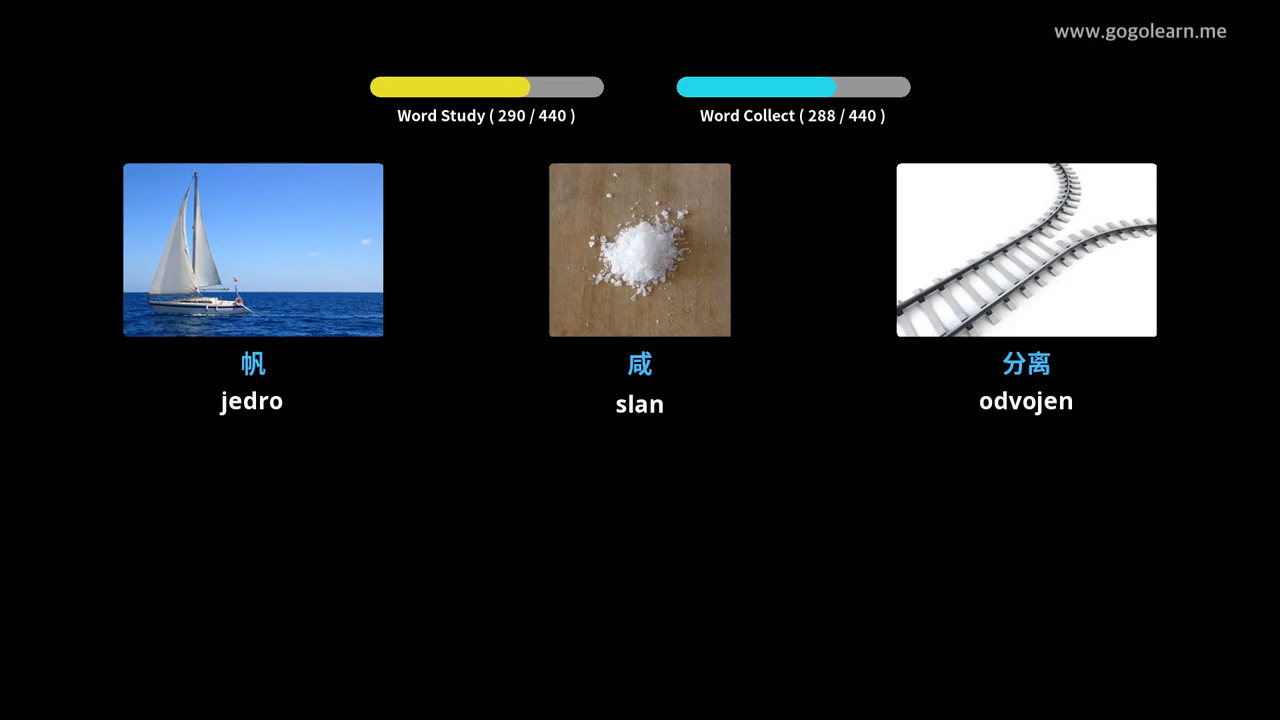 www.gogolearn.me
Word Study ( 290 / 440 )
Word Collect ( 288 / 440 )
帆
咸
分离
jedro
slan
odvojen